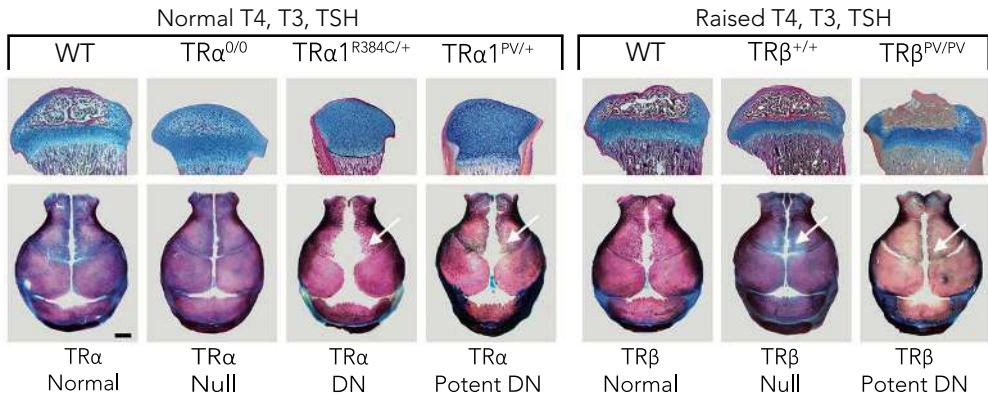 Normal T4, T3, TSH
Raised T4, T3, TSH
WT TRα0/0 TRα1R384C/+ TRα1PV/+ WT TRβ+/+ TRβPV/PV
TRα TRα TRα TRα TRβ TRβ TRβ
Normal Null DN Potent DN Normal Null Potent DN